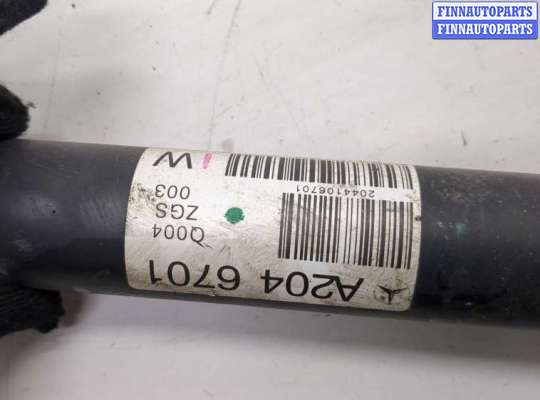 FINNAUTOPARTS
FINNAUTOPARTS
A204 6701
Q004
ZGS
003
W
2044106701